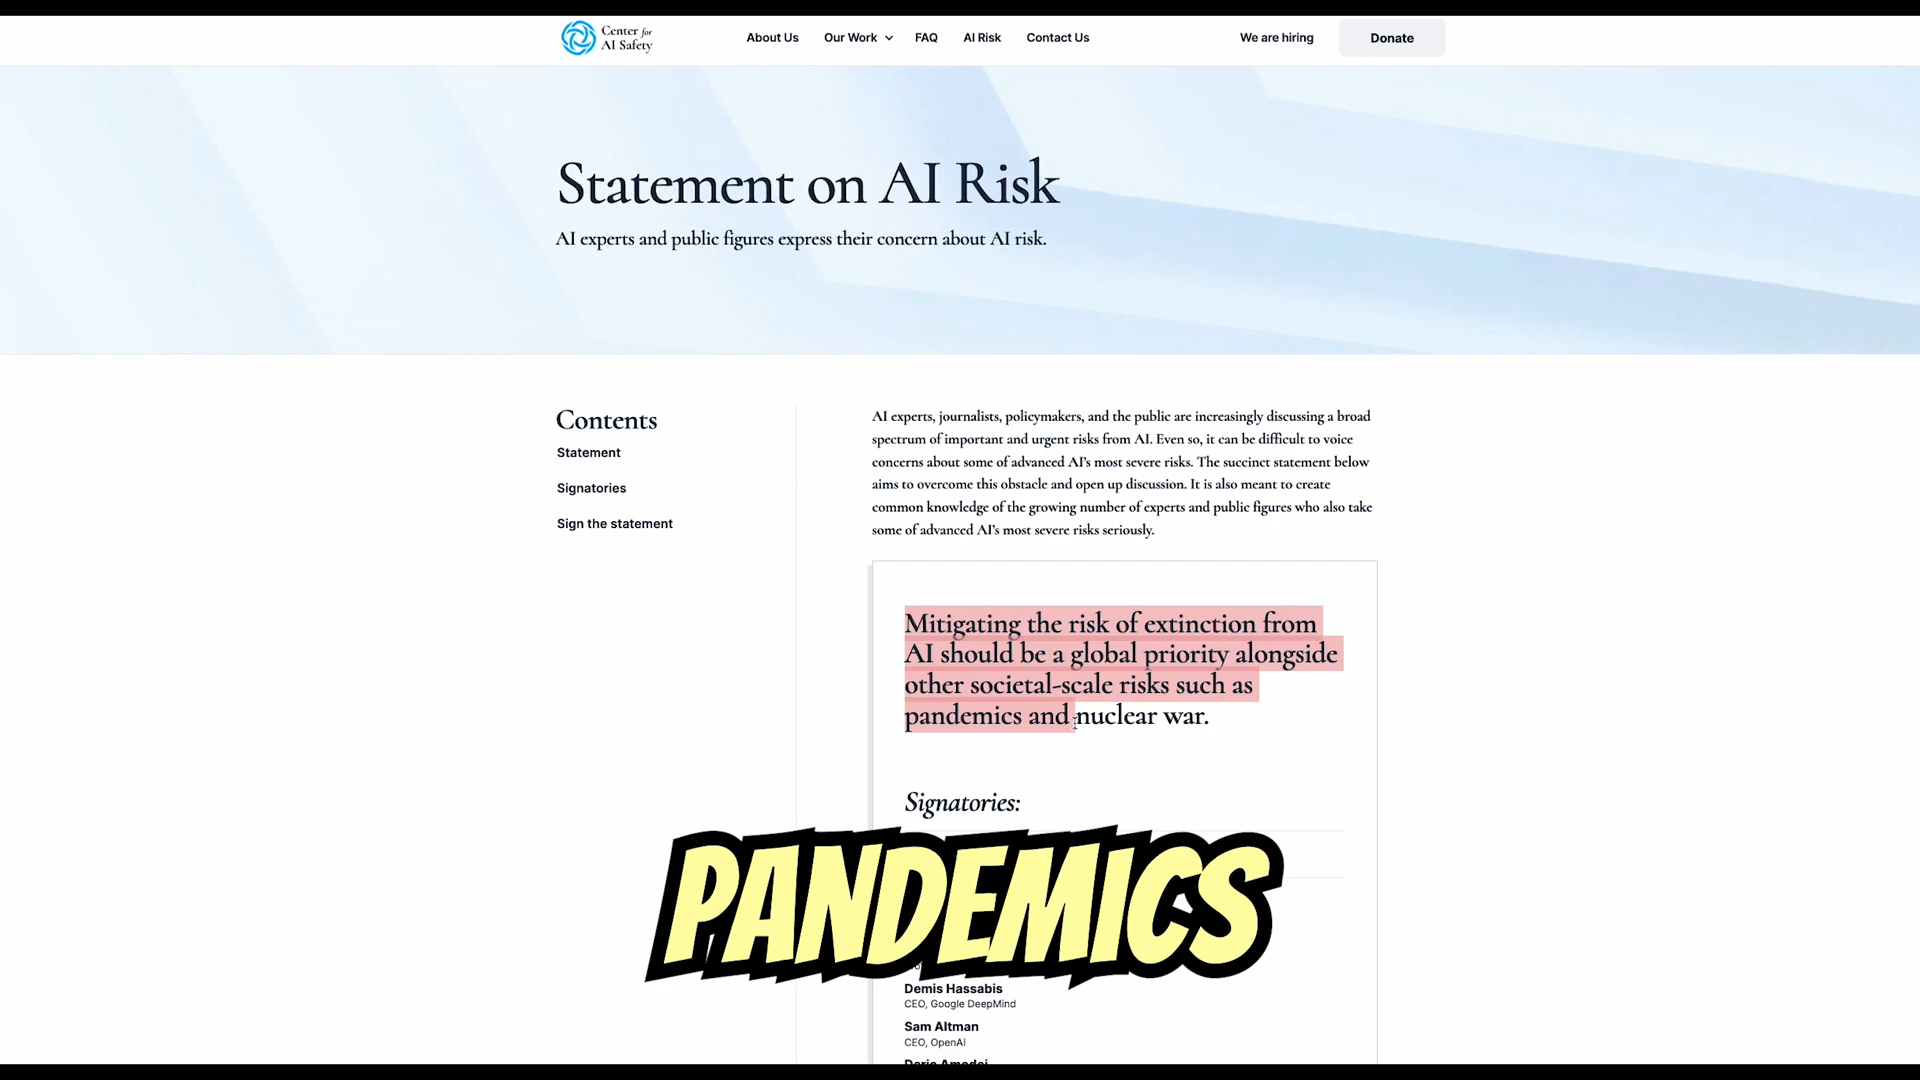 Center for
AI Safety
About Us
Our Work
FAQ
AI Risk
Contact Us
We are hiring
Donate
Statement on AI Risk
AI experts and public figures express their concern about AI risk.
Contents
Statement
Signatories
Sign the statement
AI experts, journalists, policymakers, and the public are increasingly discussing a broad
spectrum of important and urgent risks from AI. Even so, it can be difficult to voice
concerns about some of advanced AI's most severe risks. The succinct statement below
aims to overcome this obstacle and open up discussion. It is also meant to create
common knowledge of the growing number of experts and public figures who also take
some of advanced AI's most severe risks seriously.
Mitigating the risk of extinction from
AI should be a global priority alongside
other societal-scale risks such as
pandemics and nuclear war.
Signatories:
PANDEMICS
Demis Hassabis
CEO, Google DeepMind
Sam Altman
CEO, OpenAI